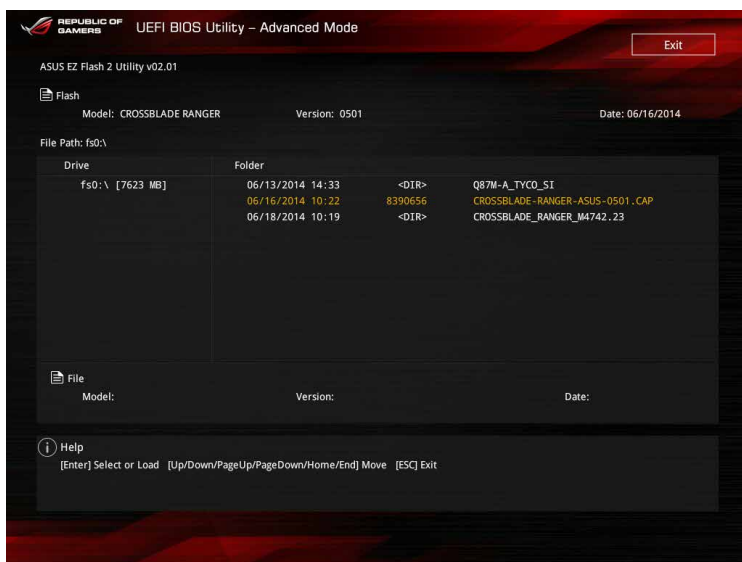 REPUBLIC OF
GAMERS
UEFI BIOS Utility – Advanced Mode
Exit
ASUS EZ Flash 2 Utility v02.01
Flash
Model: CROSSBLADE RANGER Version: 0501 Date: 06/16/2014
File Path: fs0:\
Drive Folder
fs0:\ [7623 MB] 06/13/2014 14:33 <DIR> Q87M-A_TYCO_SI
06/16/2014 10:22 8390656 CROSSBLADE-RANGER-ASUS-0501.CAP
06/18/2014 10:19 <DIR> CROSSBLADE_RANGER_M4742.23
File
Model: Version: Date:
Help
[Enter] Select or Load [Up/Down/PageUp/PageDown/Home/End] Move [ESC] Exit